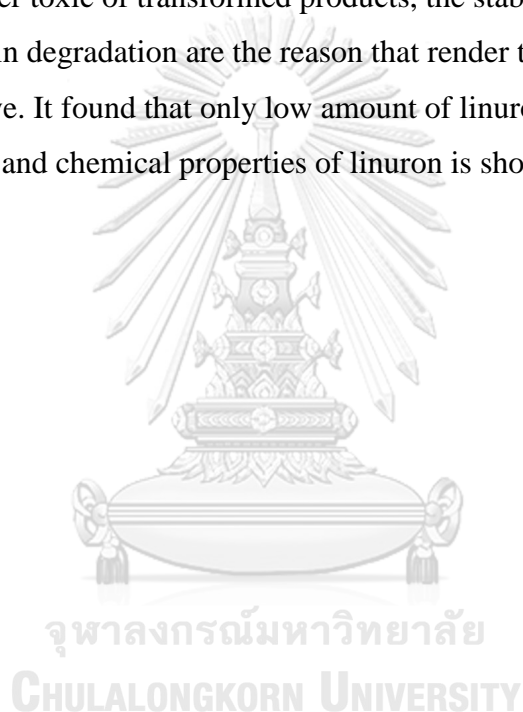 er toxic of transformed products, the stab
in degradation are the reason that render t
e. It found that only low amount of linuro
and chemical properties of linuron is sho
จุฬาลงกรณ์มหาวิทยาลัย
CHULALONGKORN UNIVERSITY